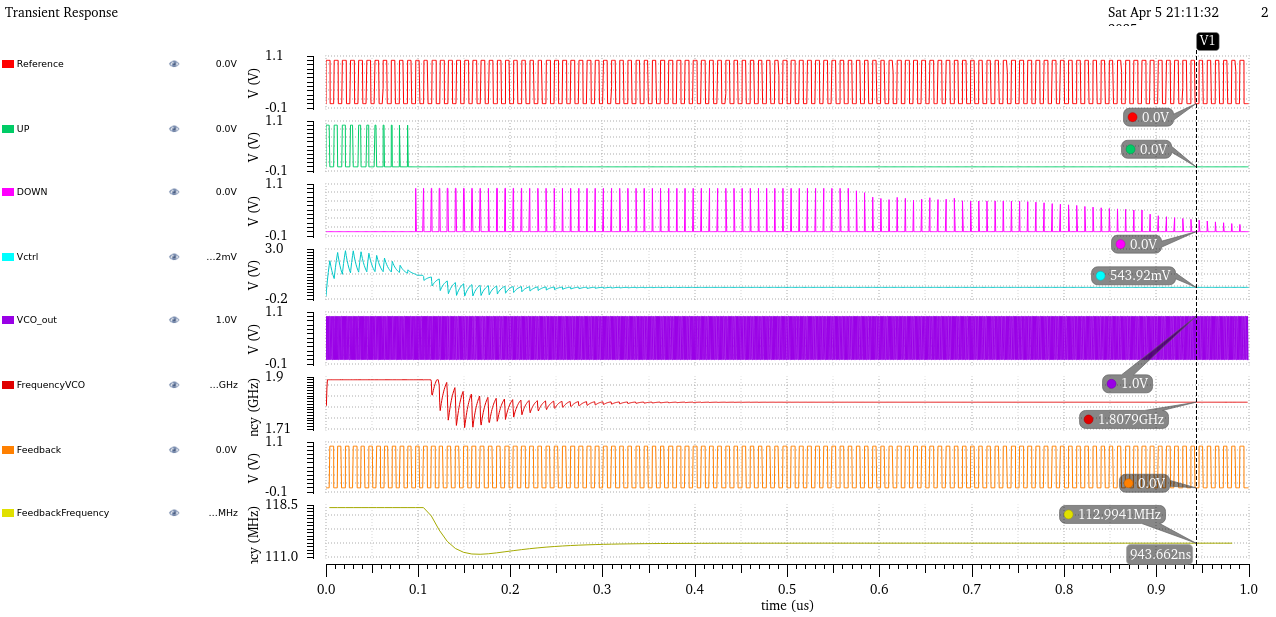 Transient Response
Sat Apr 5 21:11:32 2
V1
Reference 0.0V
1.1
V (V)
-0.1
0.0V
UP 0.0V
1.1
V (V)
-0.1
0.0V
DOWN 0.0V
1.1
V (V)
-0.1
0.0V
Vctrl ...2mV
3.0
V (V)
-0.2
543.92mV
VCO_out 1.0V
1.1
V (V)
-0.1
1.0V
FrequencyVCO ...GHz
1.9
ncy (GHz)
1.71
1.8079GHz
Feedback 0.0V
1.1
V (V)
-0.1
0.0V
FeedbackFrequency ...MHz
118.5
ıcy (MHz)
111.0
112.9941MHz
943.662ns
0.0 0.1 0.2 0.3 0.4 0.5 0.6 0.7 0.8 0.9 1.0
time (us)